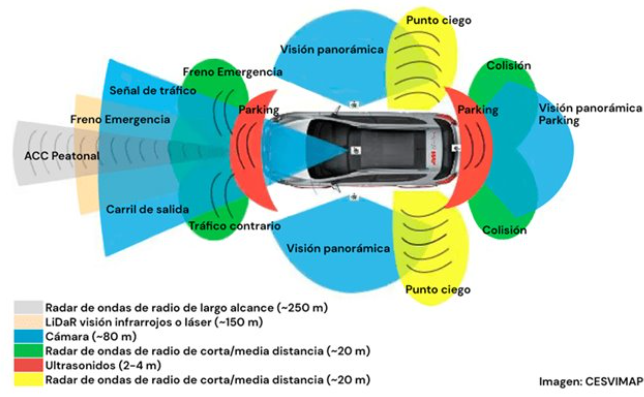 Punto ciego
Visión panorámica
Freno Emergencia
Colisión
Señal de tráfico
Parking
Parking
Visión panorámica
Parking
Freno Emergencia
ACC Peatonal
Carril de salida
Tráfico contrario
Colisión
Visión panorámica
Punto ciego
Radar de ondas de radio de largo alcance (~250 m)
LiDaR visión infrarrojos o láser (~150 m)
Cámara (~80 m)
Radar de ondas de radio de corta/media distancia (~20 m)
Ultrasonidos (2-4 m)
Radar de ondas de radio de corta/media distancia (~20 m)
Imagen: CESVIMAP